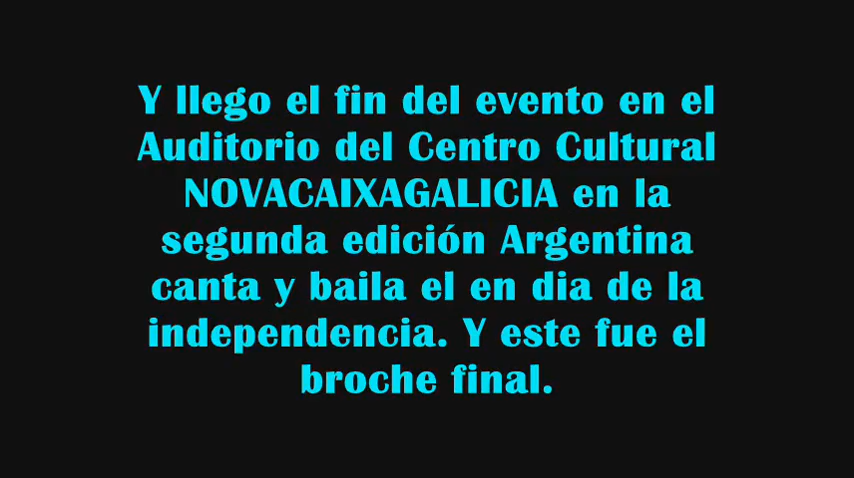 Y llego el fin del evento en el
Auditorio del Centro Cultural
NOVACAIXAGALICIA en la
segunda edición Argentina
canta y baila el en dia de la
independencia. Y este fue el
broche final.